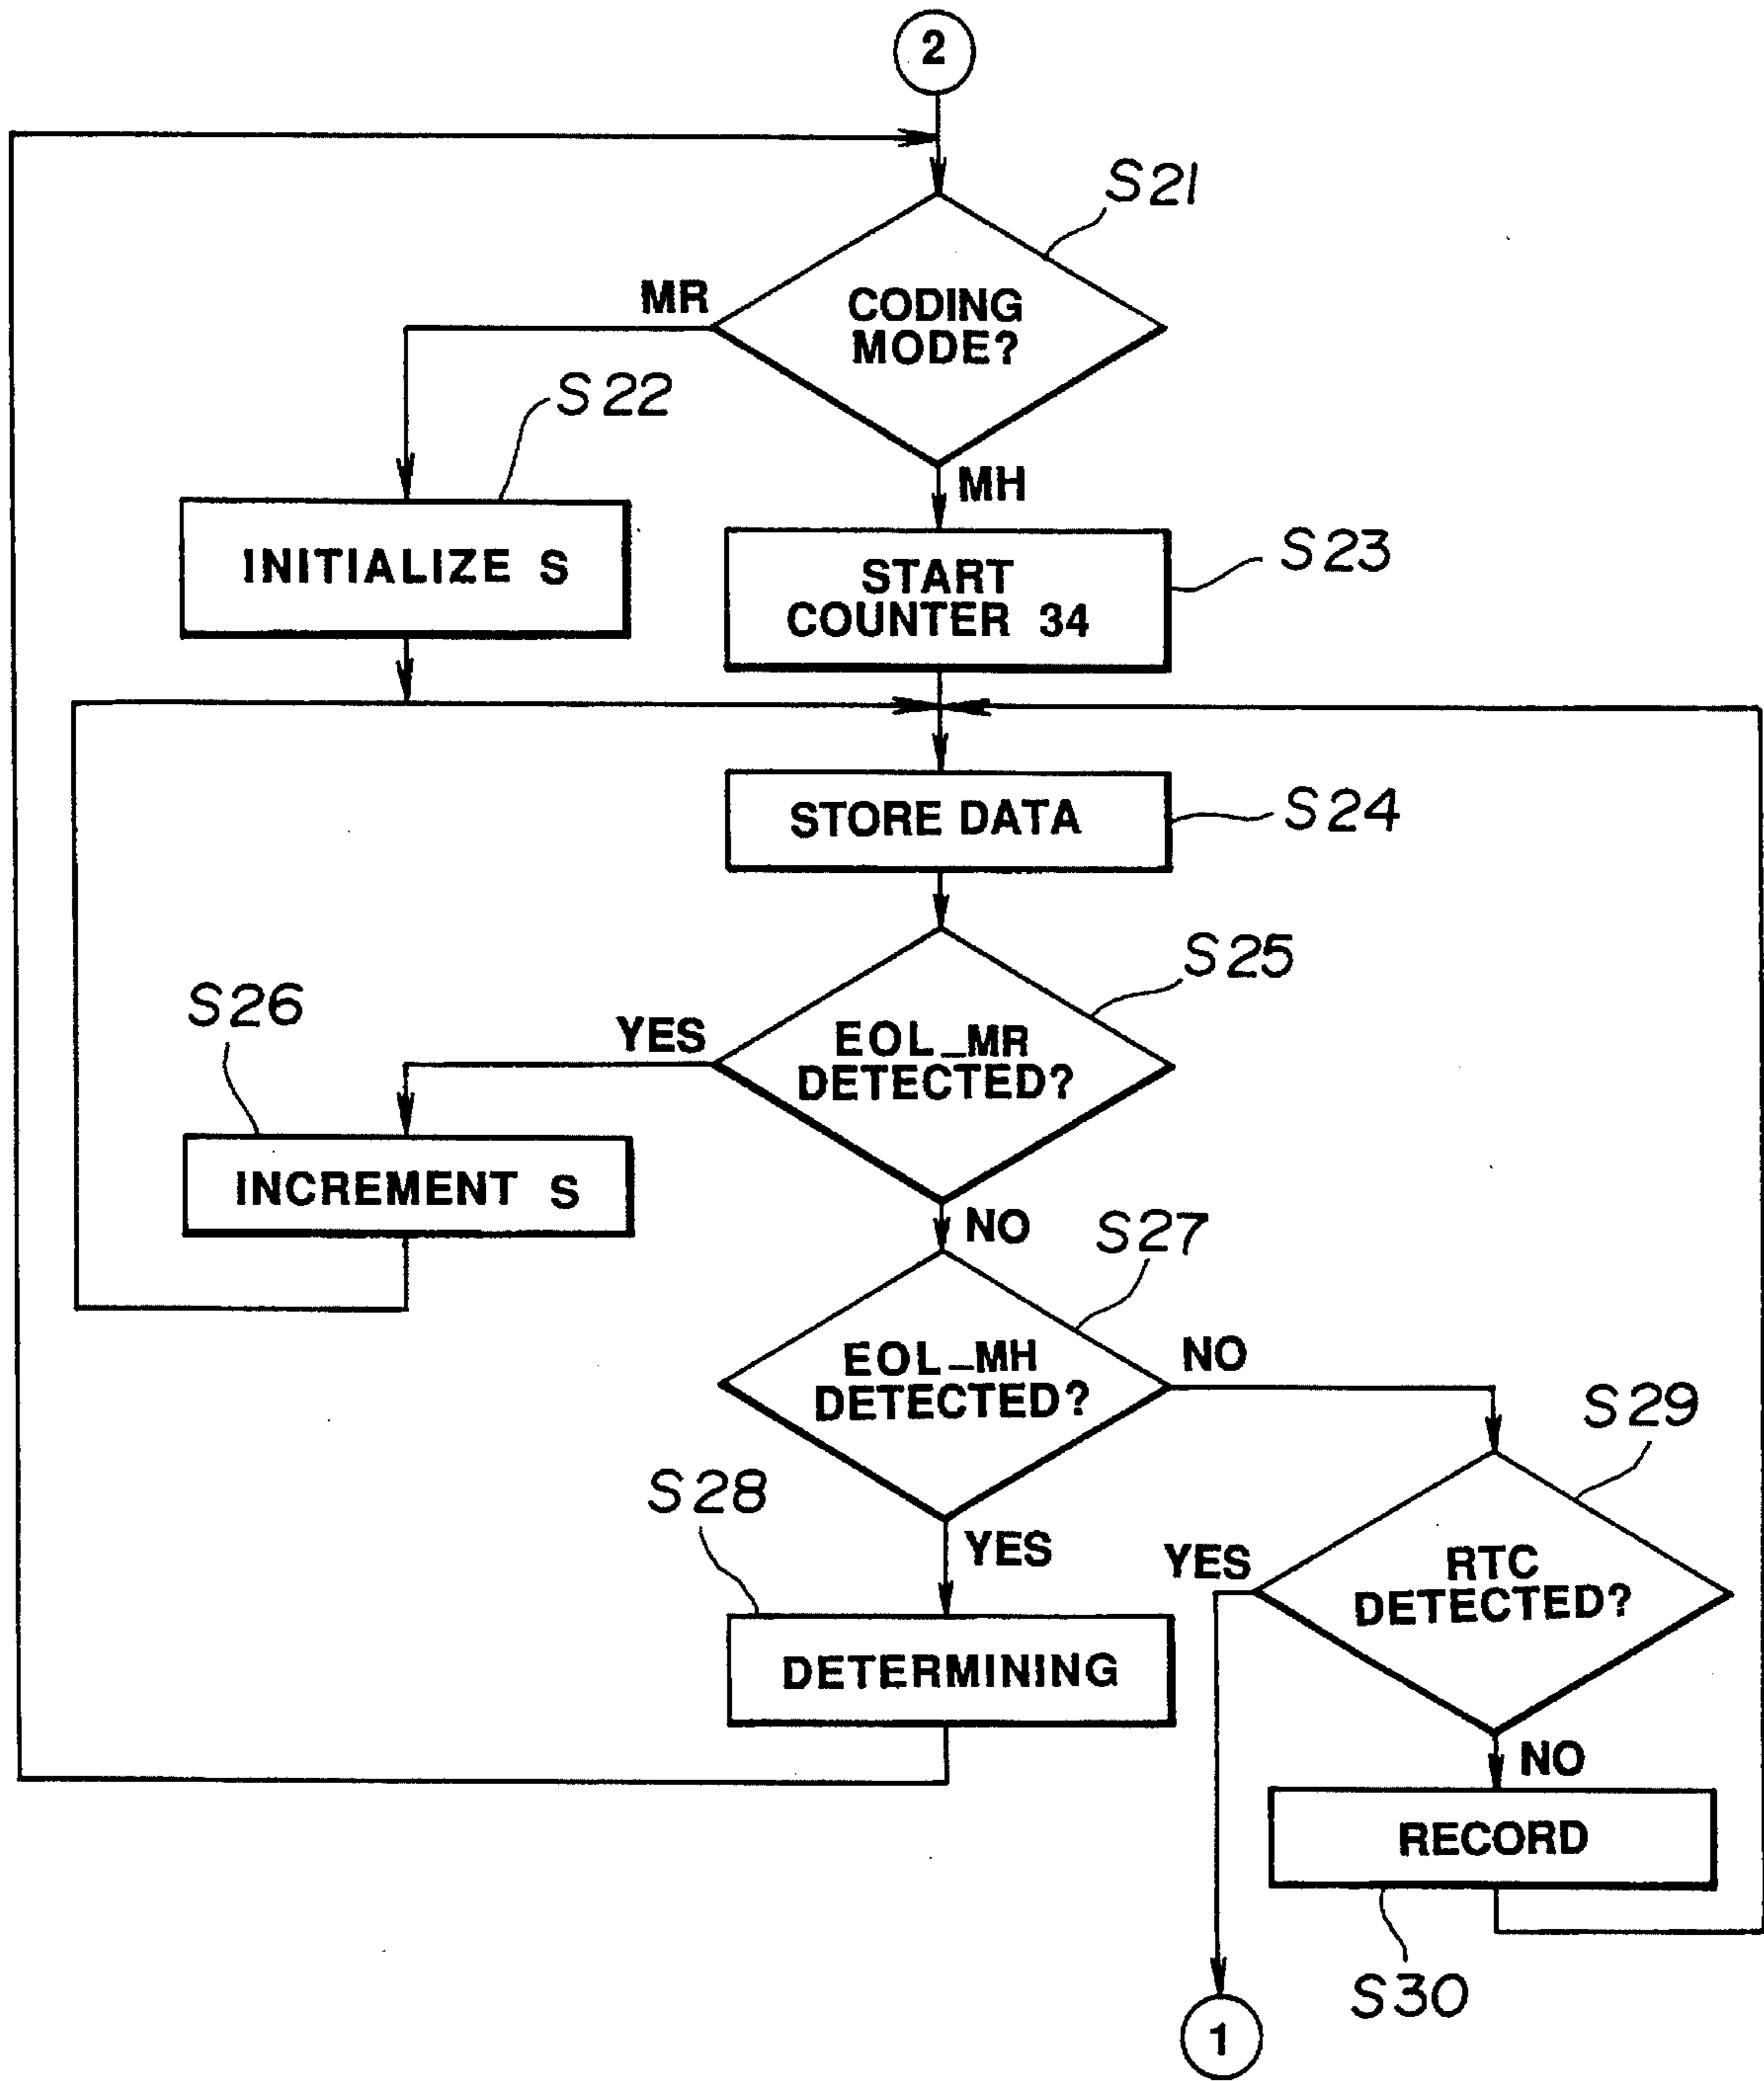 2
S21
MR
CODING
MODE?
S22
MH
INITIALIZE S
START
COUNTER 34
S23
STORE DATA
S24
S25
S26
YES
EOL_MR
DETECTED?
INCREMENT S
NO
S27
EOL_MH
DETECTED?
NO
S29
S28
YES
YES
RTC
DETECTED?
DETERMINING
NO
RECORD
S30
1